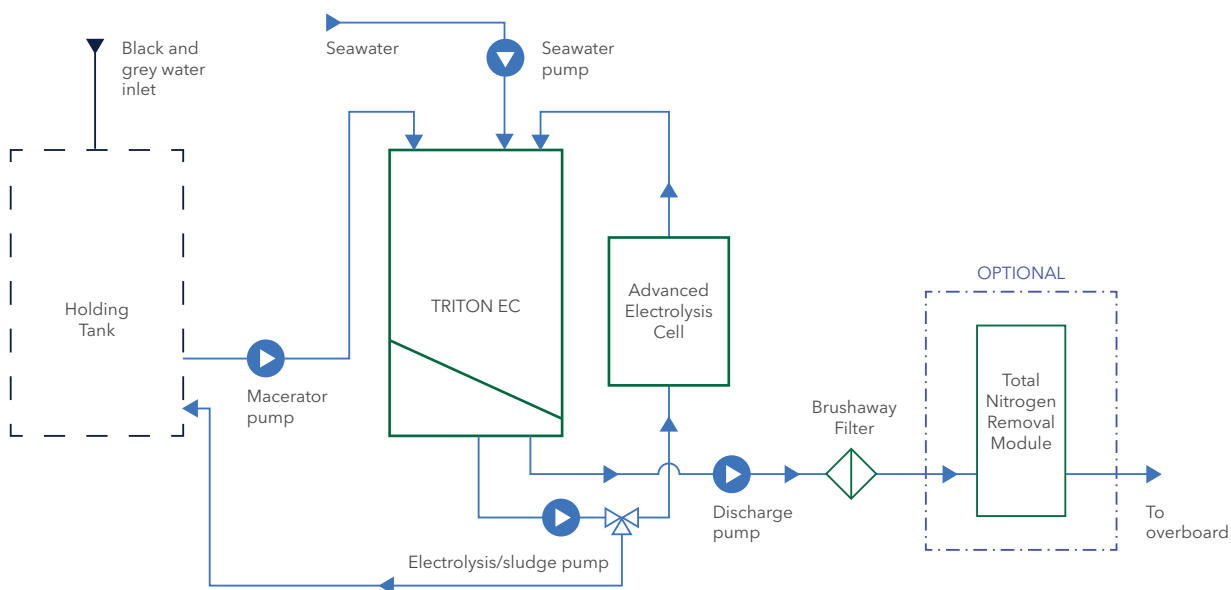 Black and
grey water
inlet
Seawater
Seawater
pump
Holding
Tank
TRITON EC
Advanced
Electrolysis
Cell
OPTIONAL
Macerator
pump
Brushaway
Filter
Total
Nitrogen
Removal
Module
Discharge
pump
To
overboard
Electrolysis/sludge pump